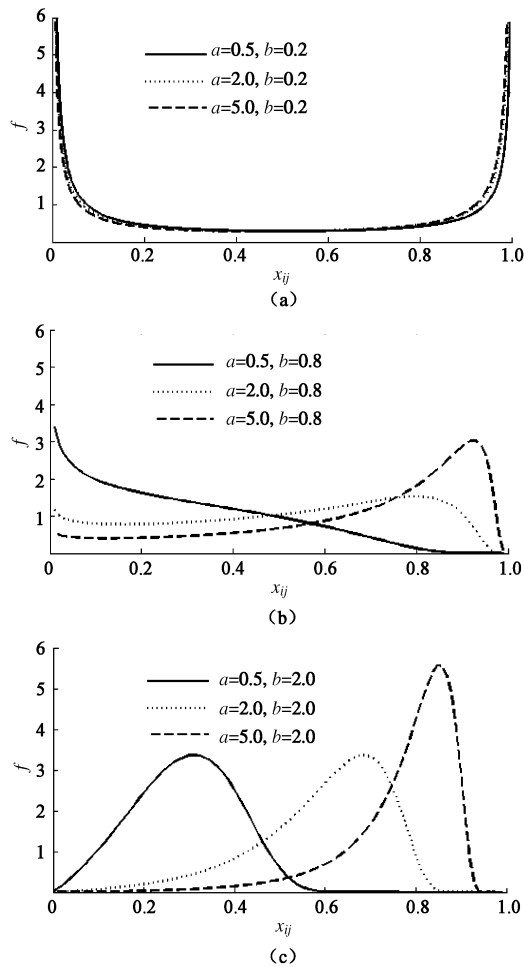 6
a=0.5, b=0.2
5
a=2.0, b=0.2
4
a=5.0, b=0.2
f
3
2
1
0 0.2 0.4 0.6 0.8 1.0
xij
(a)
6
a=0.5, b=0.8
5
a=2.0, b=0.8
4
a=5.0, b=0.8
f
3
2
1
0 0.2 0.4 0.6 0.8 1.0
xij
(b)
6
a=0.5, b=2.0
5
a=2.0, b=2.0
4
a=5.0, b=2.0
f
3
2
1
0 0.2 0.4 0.6 0.8 1.0
xij
(c)